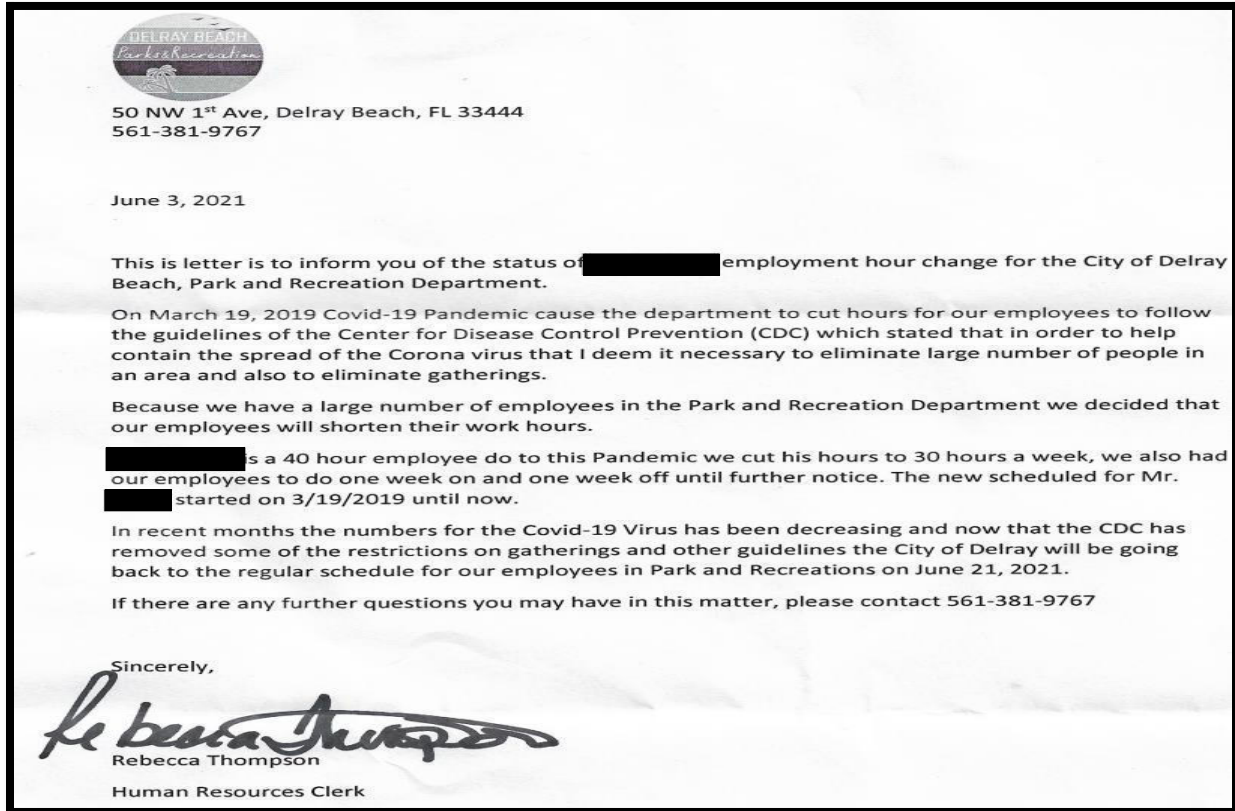 DELRAY BEACH
Parks&Recreation
50 NW 1st Ave, Delray Beach, FL 33444
561-381-9767
June 3, 2021
This is letter is to inform you of the status of employment hour change for the City of Delray
Beach, Park and Recreation Department.
On March 19, 2019 Covid-19 Pandemic cause the department to cut hours for our employees to follow
the guidelines of the Center for Disease Control Prevention (CDC) which stated that in order to help
contain the spread of the Corona virus that I deem it necessary to eliminate large number of people in
an area and also to eliminate gatherings.
Because we have a large number of employees in the Park and Recreation Department we decided that
our employees will shorten their work hours.
is a 40 hour employee do to this Pandemic we cut his hours to 30 hours a week, we also had
our employees to do one week on and one week off until further notice. The new scheduled for Mr.
started on 3/19/2019 until now.
In recent months the numbers for the Covid-19 Virus has been decreasing and now that the CDC has
removed some of the restrictions on gatherings and other guidelines the City of Delray will be going
back to the regular schedule for our employees in Park and Recreations on June 21, 2021.
If there are any further questions you may have in this matter, please contact 561-381-9767
Sincerely,
Rebecca Thompson
Rebecca Thompson
Human Resources Clerk